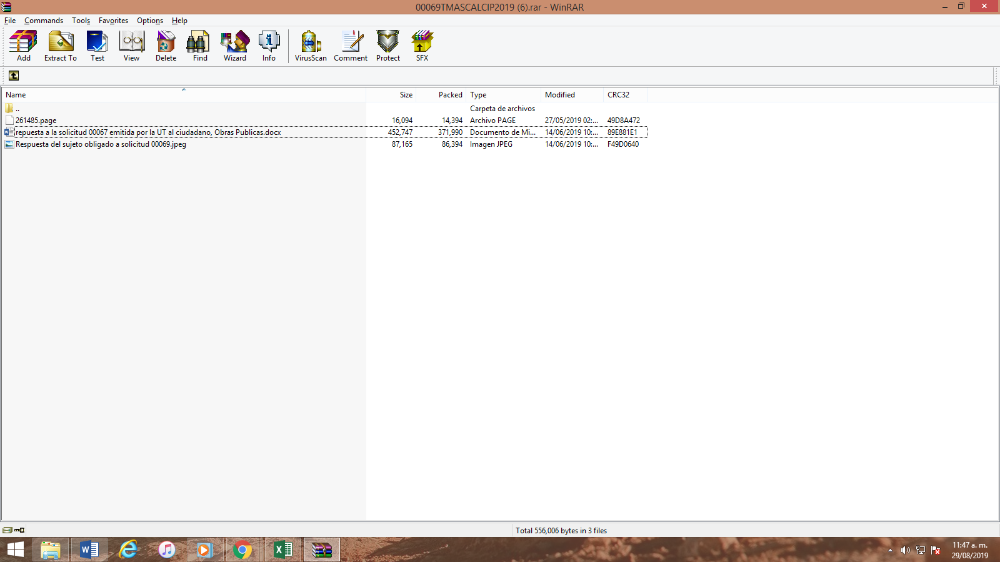 00069TMASCALCIP2019 (6).rar - WinRAR
File Commands Tools Favorites Options Help
Add Extract To Test View Delete Find Wizard Info VirusScan Comment Protect SFX
Name Size Packed Type Modified CRC32
.. Carpeta de archivos
261485.page 16,094 14,394 Archivo PAGE 27/05/2019 02:... 49D8A472
repuesta a la solicitud 00067 emitida por la UT al ciudadano, Obras Publicas.docx 452,747 371,990 Documento de Mi... 14/06/2019 10:... 89E881E1
Respuesta del sujeto obligado a solicitud 00069.jpeg 87,165 86,394 Imagen JPEG 14/06/2019 10:... F49D0640
Total 556,006 bytes in 3 files
11:47 a. m.
29/08/2019